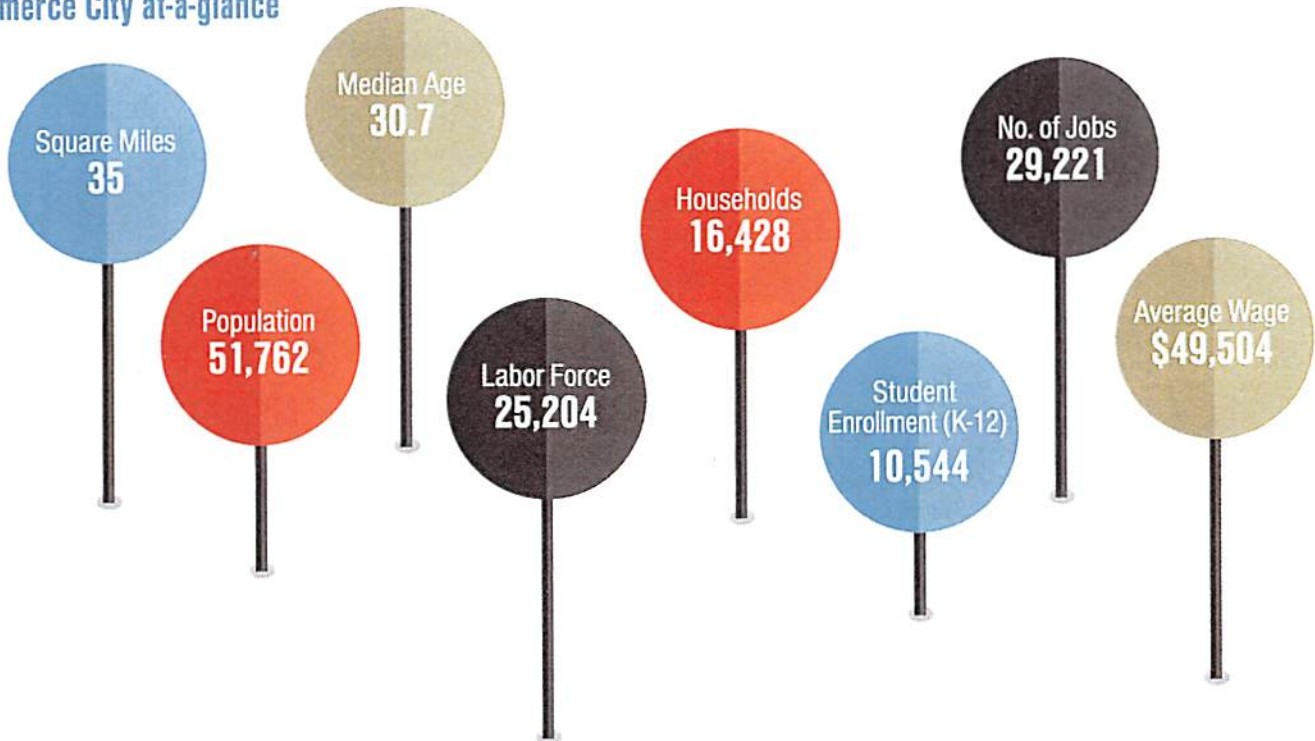 merce City at-a-glance
Square Miles
35
Population
51,762
Median Age
30.7
Labor Force
25,204
Households
16,428
Student
Enrollment (K-12)
10,544
No. of Jobs
29,221
Average Wage
$49,504